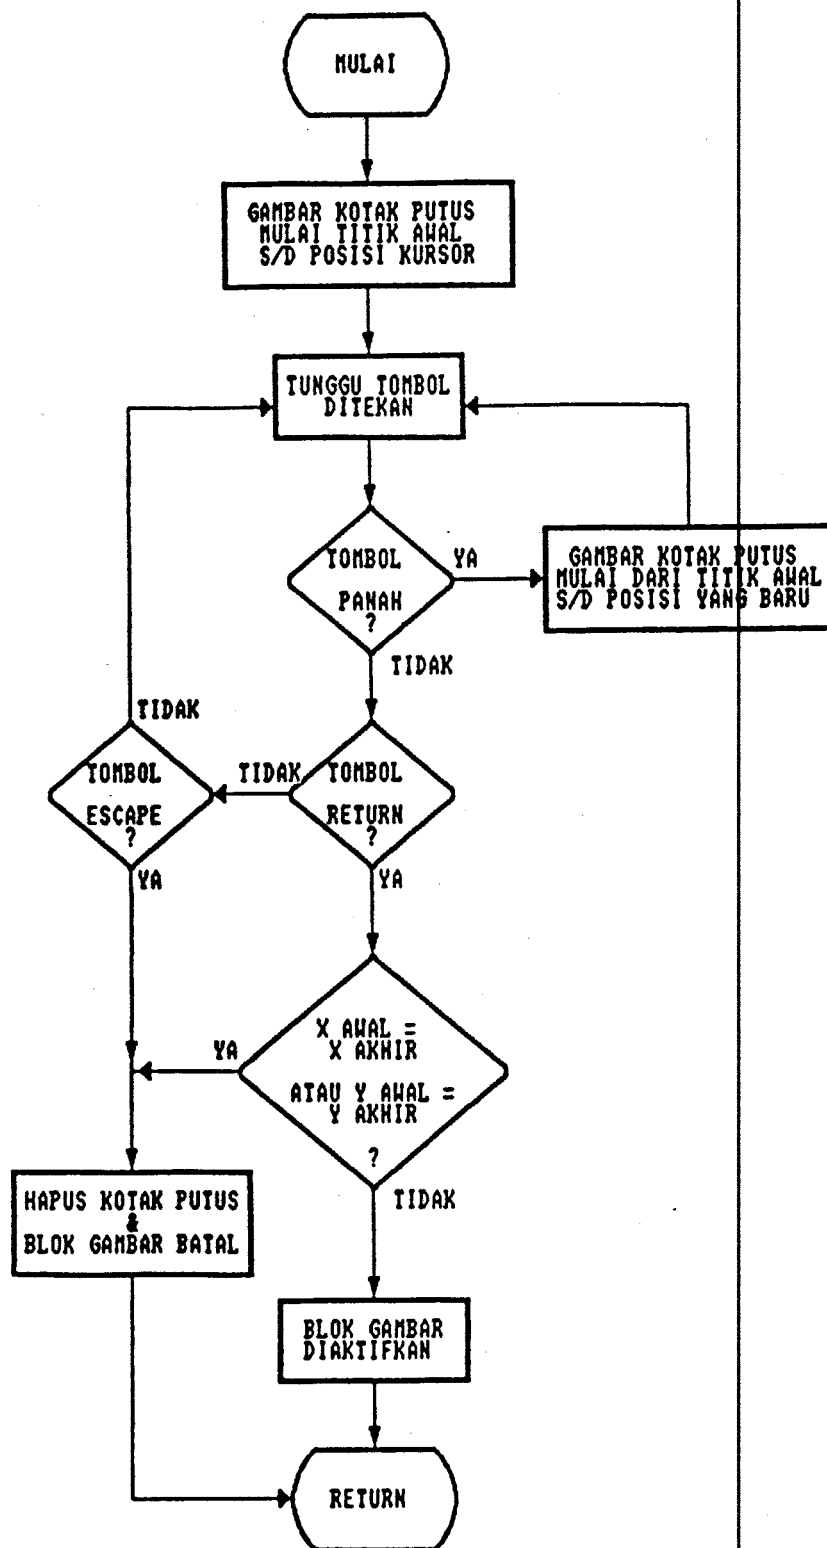 MULAI
GAMBAR KOTAK PUTUS
MULAI TITIK AWAL
S/D POSISI KURSOR
TUNGGU TOMBOL
DITEKAN
TOMBOL
PANAH
?
YA
GAMBAR KOTAK PUTUS
MULAI DARI TITIK AWAL
S/D POSISI YANG BARU
TIDAK
TIDAK
TOMBOL
ESCAPE
?
TIDAK
TOMBOL
RETURN
?
YA
YA
X AWAL =
X AKHIR
ATAU Y AWAL =
Y AKHIR
?
YA
TIDAK
HAPUS KOTAK PUTUS
&
BLOK GAMBAR BATAL
BLOK GAMBAR
DIAKTIFKAN
RETURN